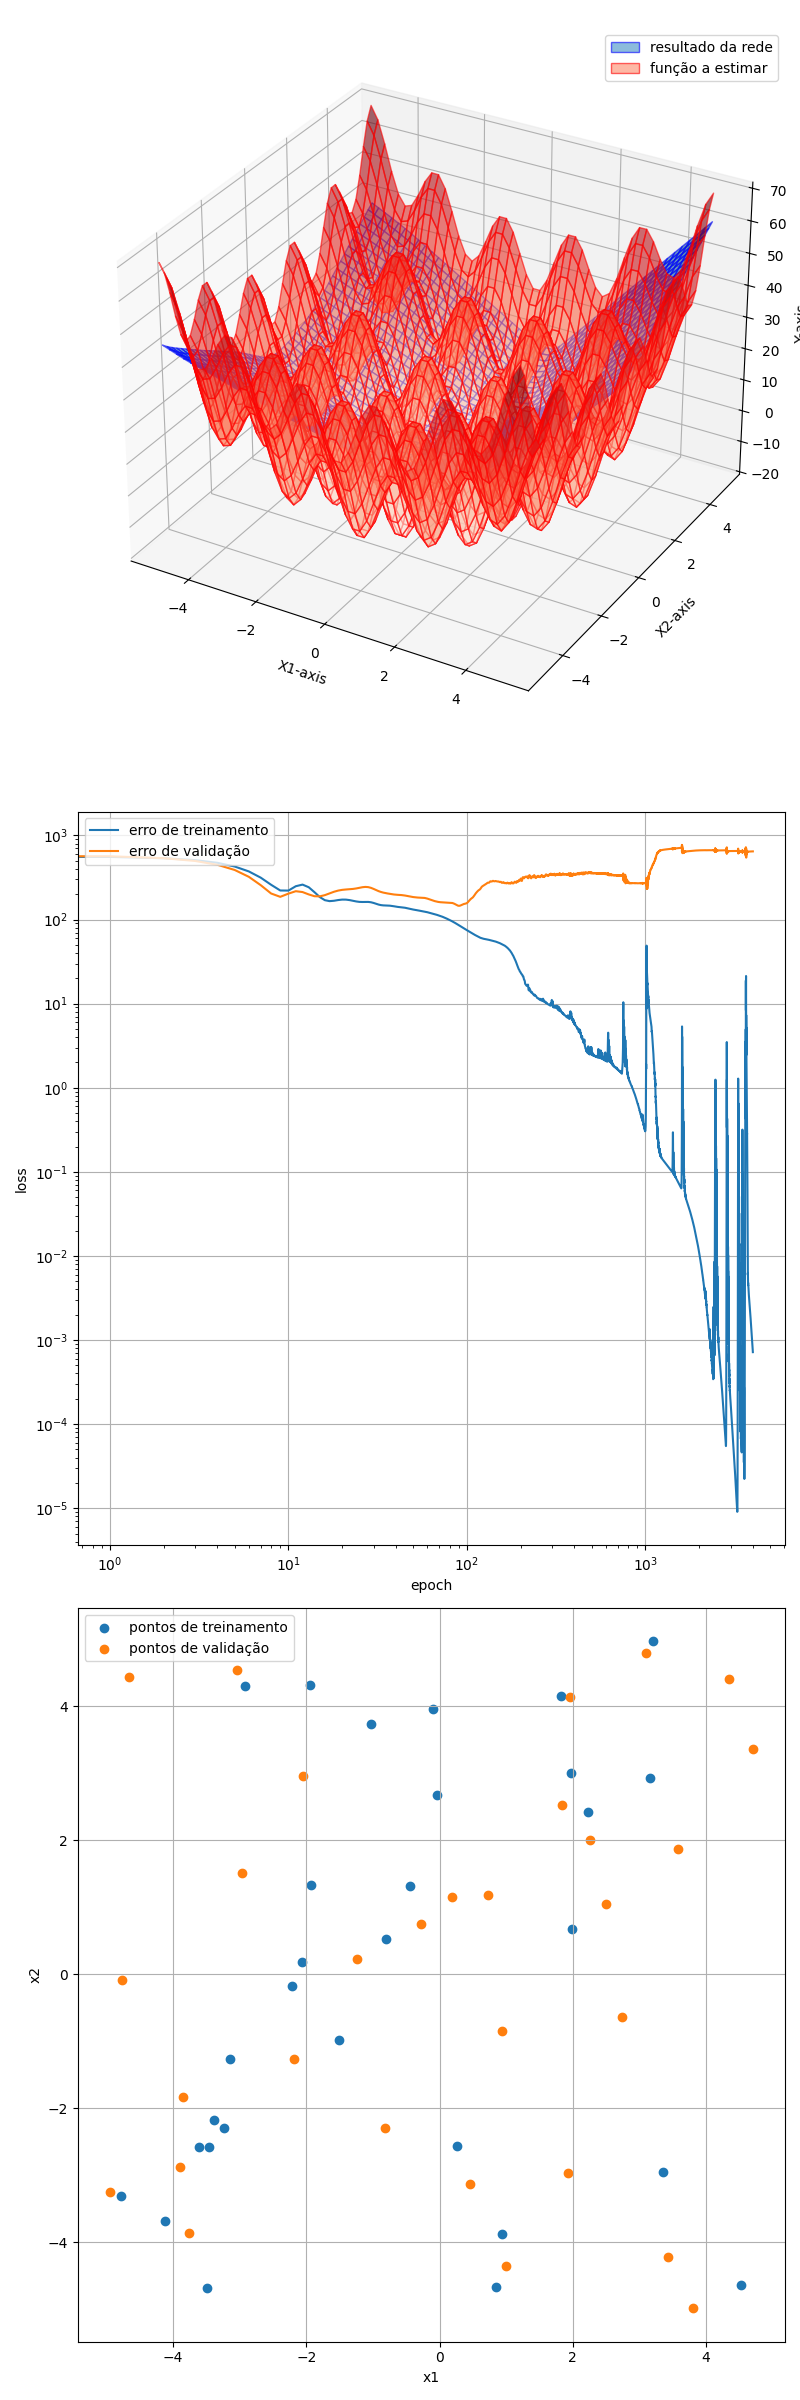 resultado da rede
função a estimar
70
60
50
40
30
20
10
0
−10
−20
4
2
0
−2
−4
X2-axis
−4
−2
0
2
4
X1-axis
erro de treinamento
erro de validação
10³
10²
10¹
10⁰
10⁻¹
10⁻²
10⁻³
10⁻⁴
10⁻⁵
loss
10⁰ 10¹ 10² 10³
epoch
pontos de treinamento
pontos de validação
4
2
0
−2
−4
x2
−4 −2 0 2 4
x1